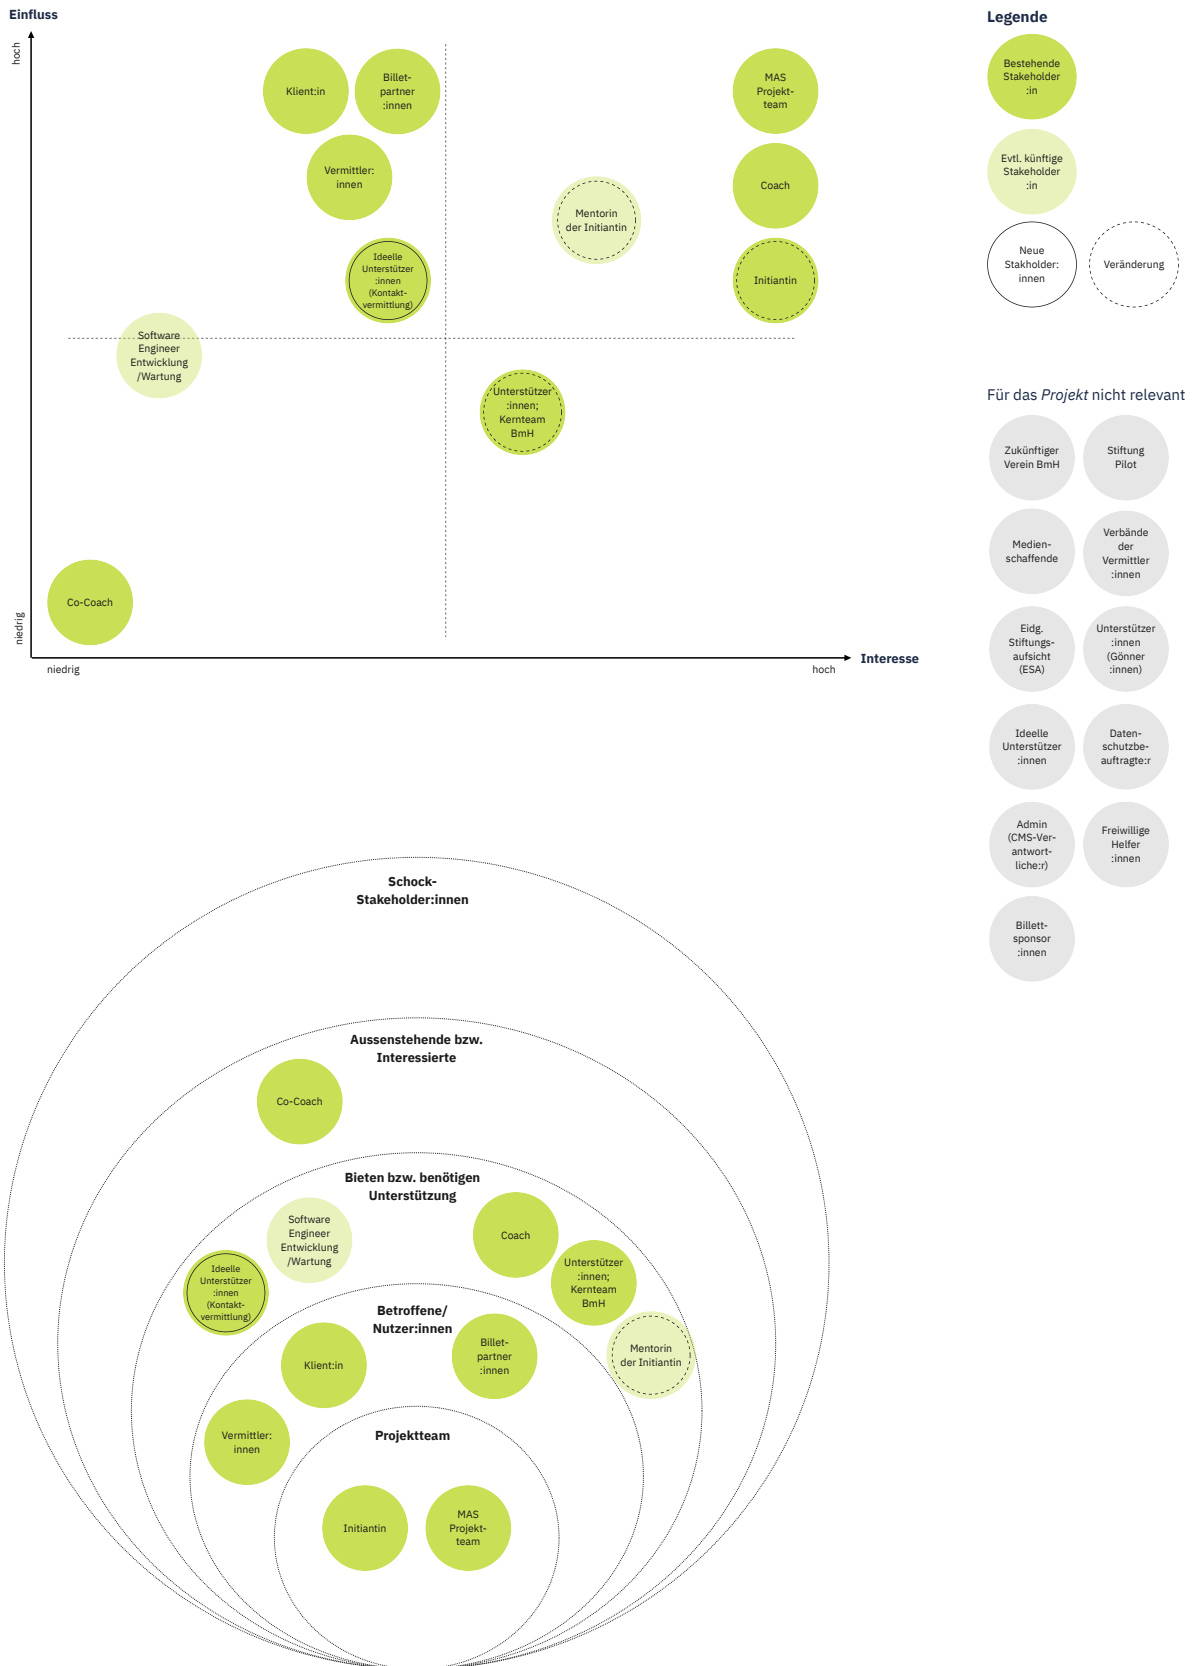 Einfluss
hoch
niedrig
niedrig
hoch
Interesse
Klient:in
Billet-
partner
:innen
Vermittler:
innen
Ideelle
Unterstützer
:innen
(Kontakt-
vermittlung)
Mentorin
der Initiantin
MAS
Projekt-
team
Coach
Initiantin
Software
Engineer
Entwicklung
/Wartung
Unterstützer
:innen;
Kernteam
BmH
Co-Coach
Legende
Bestehende
Stakeholder
:in
Evtl. künftige
Stakeholder
:in
Neue
Stakholder:
innen
Veränderung
Für das Projekt nicht relevant
Zukünftiger
Verein BmH
Stiftung
Pilot
Medien-
schaffende
Verbände
der
Vermittler
:innen
Eidg.
Stiftungs-
aufsicht
(ESA)
Unterstützer
:innen
(Gönner
:innen)
Ideelle
Unterstützer
:innen
Daten-
schutzbe-
auftragte:r
Admin
(CMS-Ver-
antwort-
liche:r)
Freiwillige
Helfer
:innen
Billett-
sponsor
:innen
Schock-
Stakeholder:innen
Aussenstehende bzw.
Interessierte
Co-Coach
Bieten bzw. benötigen
Unterstützung
Software
Engineer
Entwicklung
/Wartung
Coach
Ideelle
Unterstützer
:innen
(Kontakt-
vermittlung)
Unterstützer
:innen;
Kernteam
BmH
Mentorin
der Initiantin
Betroffene/
Nutzer:innen
Klient:in
Billet-
partner
:innen
Vermittler:
innen
Projektteam
Initiantin
MAS
Projekt-
team